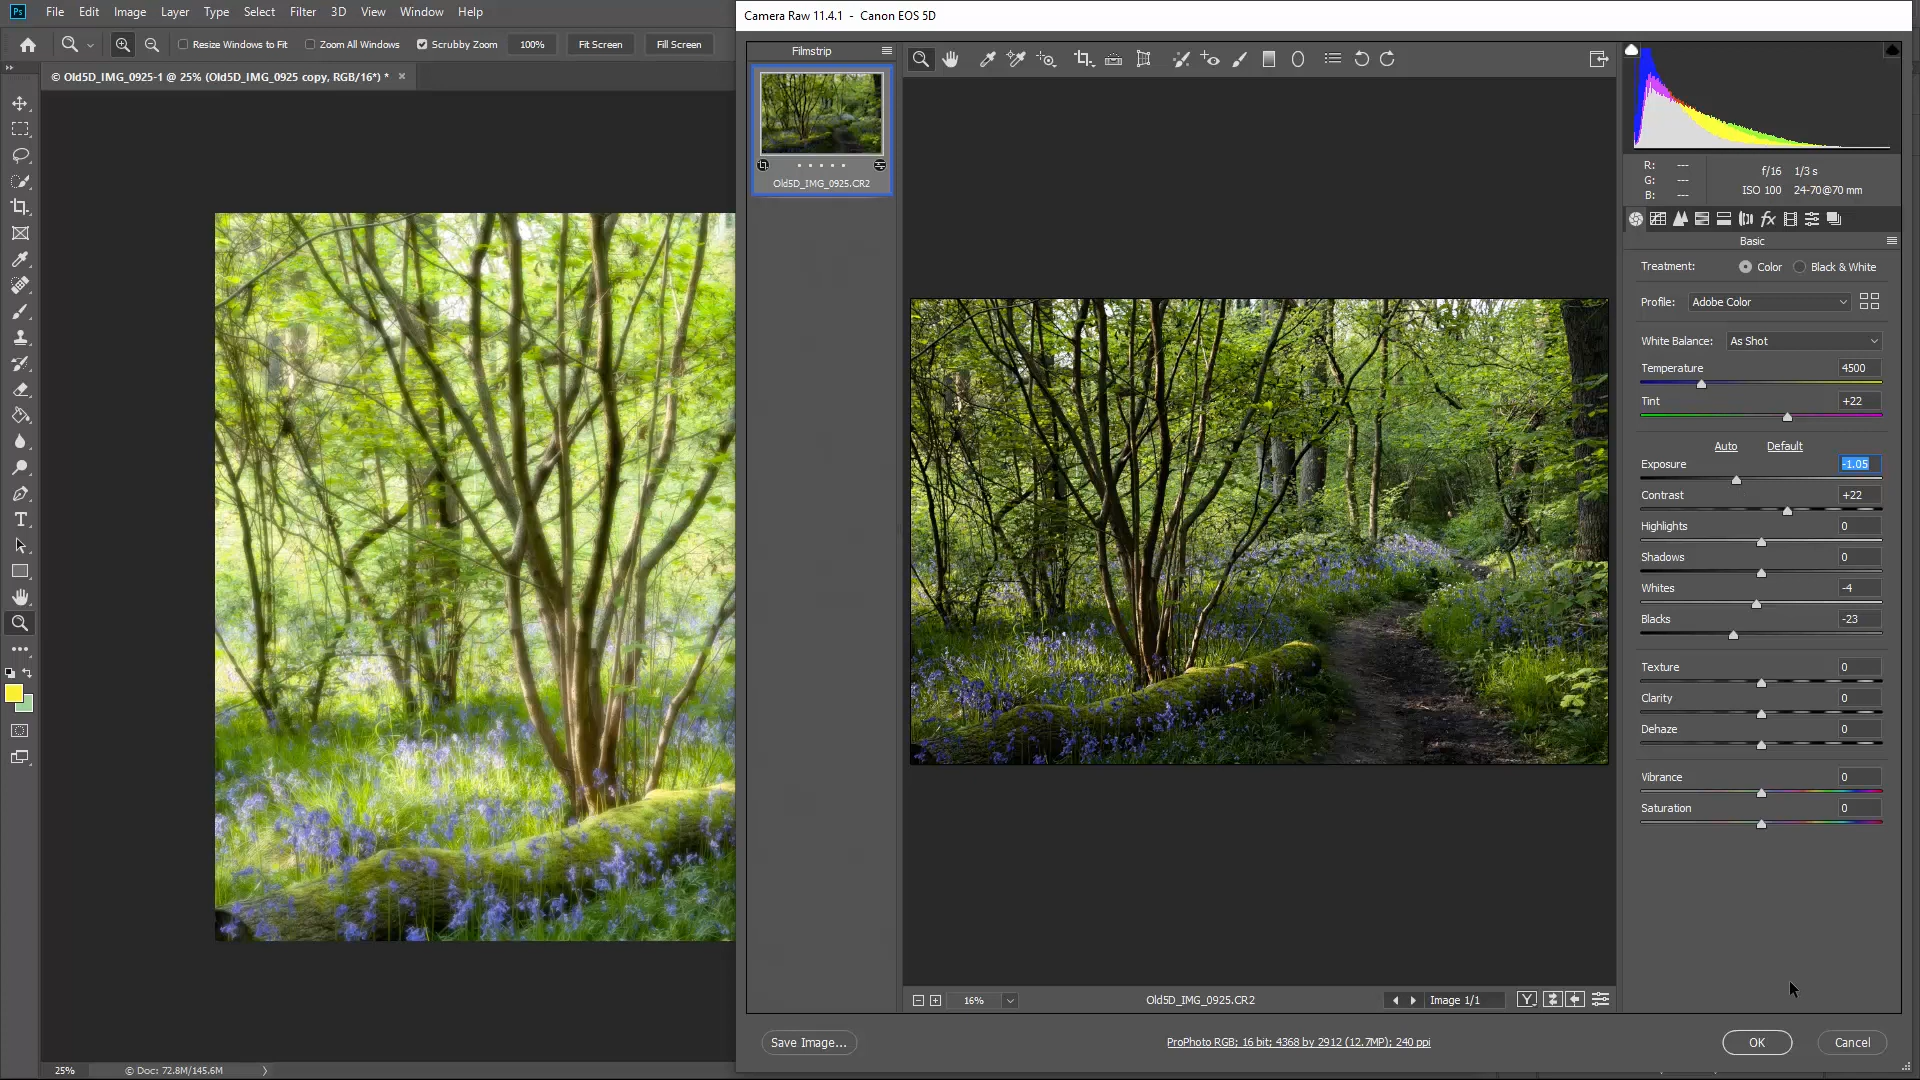 Ps File Edit Image Layer Type Select Filter 3D View Window Help
Resize Windows to Fit Zoom All Windows Scrubby Zoom 100% Fit Screen Fill Screen
© Old5D_IMG_0925-1 @ 25% (Old5D_IMG_0925 copy, RGB/16*) * ×
25% © Doc: 72.8M/145.6M
Camera Raw 11.4.1 - Canon EOS 5D
Filmstrip
Old5D_IMG_0925.CR2
16% Old5D_IMG_0925.CR2 Image 1/1 Y
Save Image... ProPhoto RGB; 16 bit; 4368 by 2912 (12.7MP); 240 ppi OK Cancel
R: ---
G: ---
B: ---
f/16 1/3 s
ISO 100 24-70@70 mm
fx
Basic
Treatment: Color Black & White
Profile: Adobe Color
White Balance: As Shot
Temperature 4500
Tint +22
Auto Default
Exposure -1.05
Contrast +22
Highlights 0
Shadows 0
Whites -4
Blacks -23
Texture 0
Clarity 0
Dehaze 0
Vibrance 0
Saturation 0